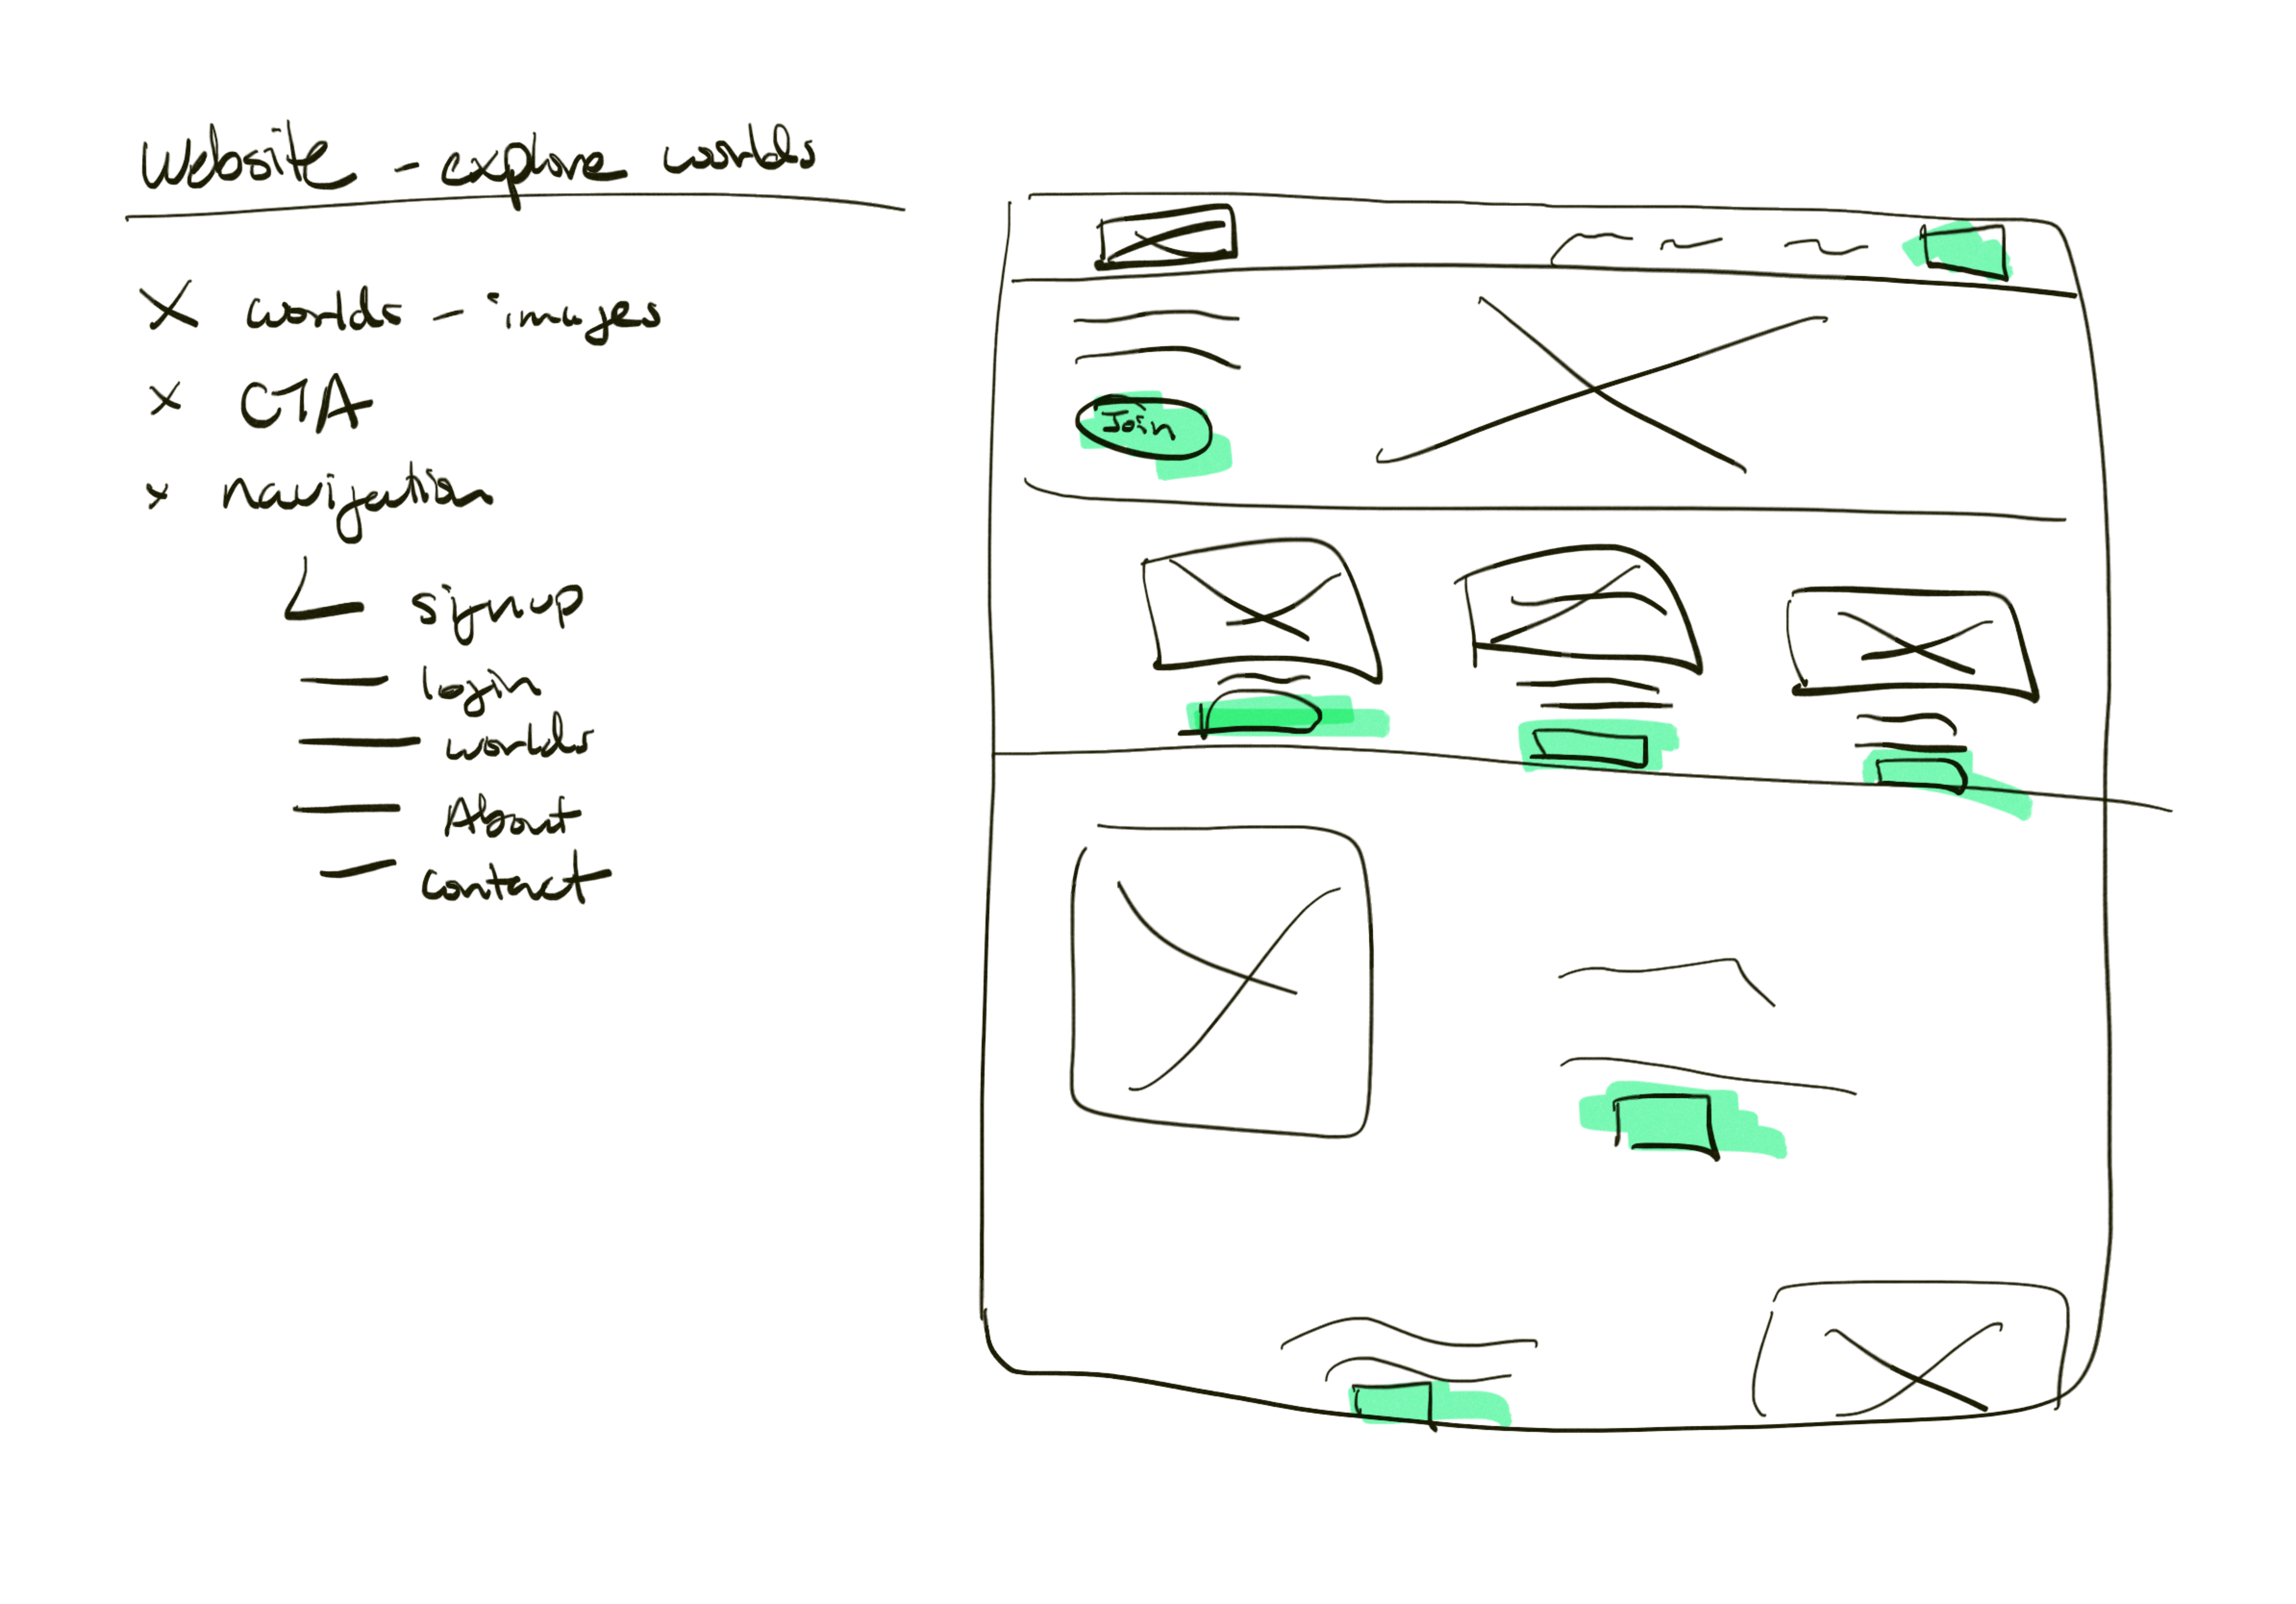 website - explore worlds
x worlds - images
x CTA
x navigation
signup
— login
— worlds
— About
— contact
Join